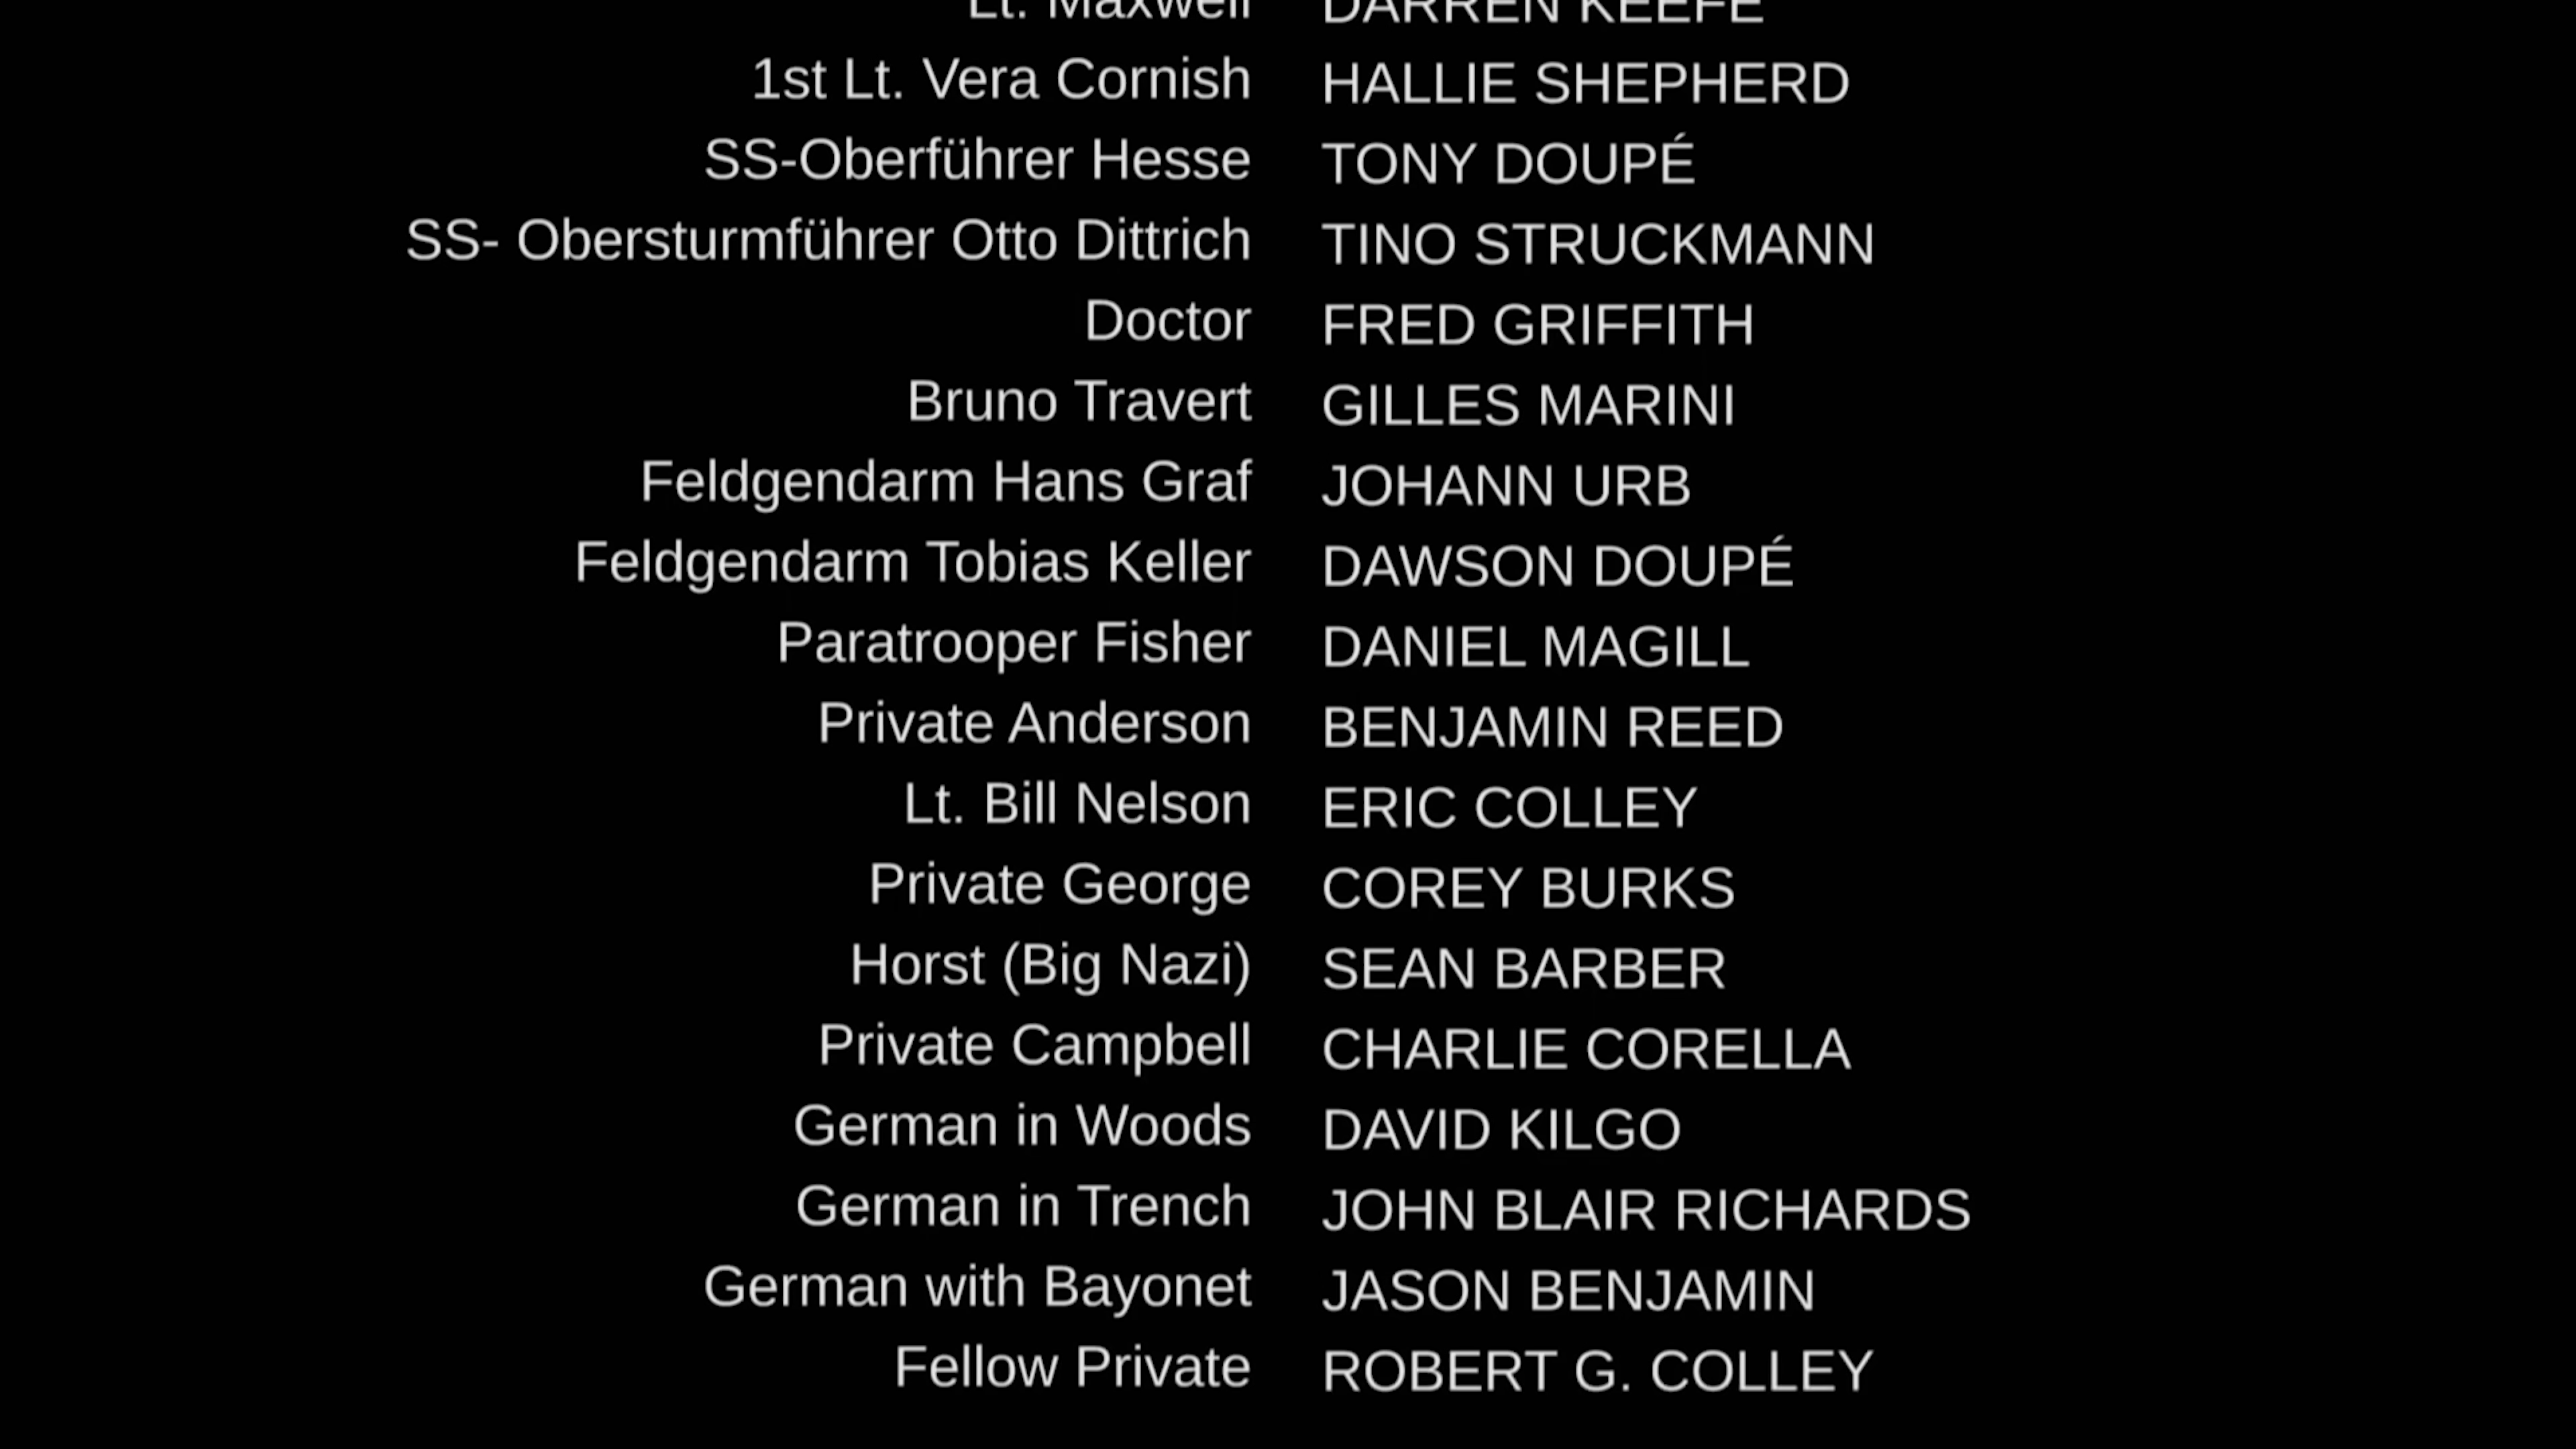 Lt. Maxwell DARREN KEEFE
1st Lt. Vera Cornish HALLIE SHEPHERD
SS-Oberführer Hesse TONY DOUPÉ
SS- Obersturmführer Otto Dittrich TINO STRUCKMANN
Doctor FRED GRIFFITH
Bruno Travert GILLES MARINI
Feldgendarm Hans Graf JOHANN URB
Feldgendarm Tobias Keller DAWSON DOUPÉ
Paratrooper Fisher DANIEL MAGILL
Private Anderson BENJAMIN REED
Lt. Bill Nelson ERIC COLLEY
Private George COREY BURKS
Horst (Big Nazi) SEAN BARBER
Private Campbell CHARLIE CORELLA
German in Woods DAVID KILGO
German in Trench JOHN BLAIR RICHARDS
German with Bayonet JASON BENJAMIN
Fellow Private ROBERT G. COLLEY